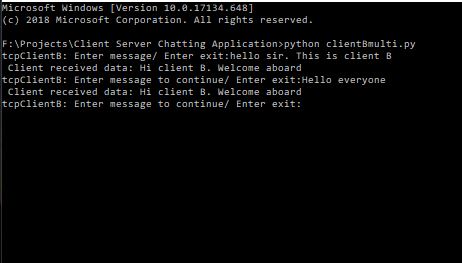 Microsoft Windows [Version 10.0.17134.648]
(c) 2018 Microsoft Corporation. All rights reserved.
F:\Projects\Client Server Chatting Application>python clientBmulti.py
tcpClientB: Enter message/ Enter exit:hello sir. This is client B
Client received data: Hi client B. Welcome aboard
tcpClientB: Enter message to continue/ Enter exit:Hello everyone
Client received data: Hi client B. Welcome aboard
tcpClientB: Enter message to continue/ Enter exit: